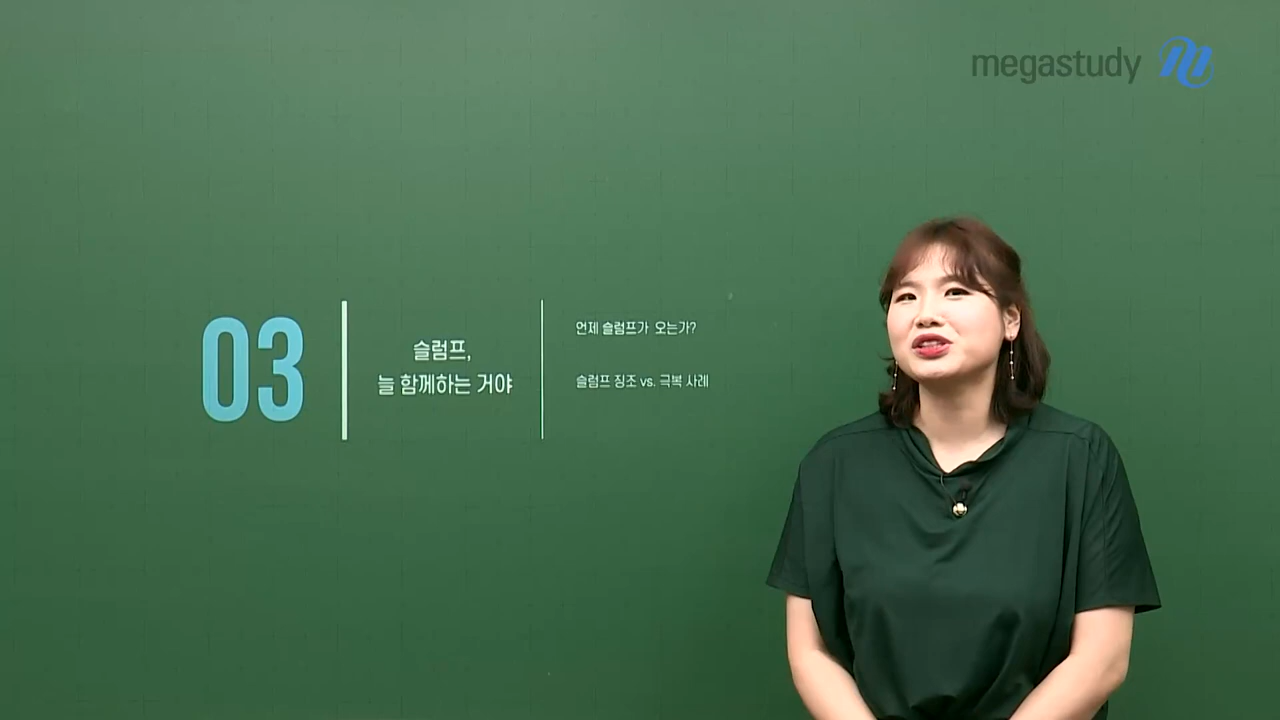 megastudy
03
슬럼프,
늘 함께하는 거야
언제 슬럼프가 오는가?
슬럼프 징조 vs. 극복 사례